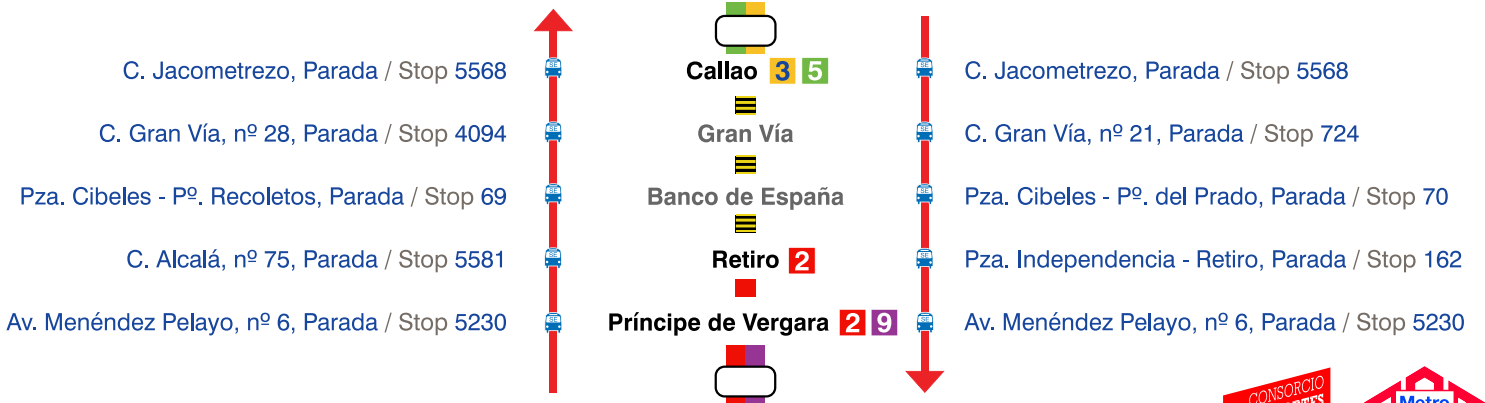 C. Jacometrezo, Parada / Stop 5568
Callao 3 5
C. Jacometrezo, Parada / Stop 5568
C. Gran Vía, nº 28, Parada / Stop 4094
Gran Vía
C. Gran Vía, nº 21, Parada / Stop 724
Pza. Cibeles - Pº. Recoletos, Parada / Stop 69
Banco de España
Pza. Cibeles - Pº. del Prado, Parada / Stop 70
C. Alcalá, nº 75, Parada / Stop 5581
Retiro 2
Pza. Independencia - Retiro, Parada / Stop 162
Av. Menéndez Pelayo, nº 6, Parada / Stop 5230
Príncipe de Vergara 2 9
Av. Menéndez Pelayo, nº 6, Parada / Stop 5230
CONSORCIO
Metro